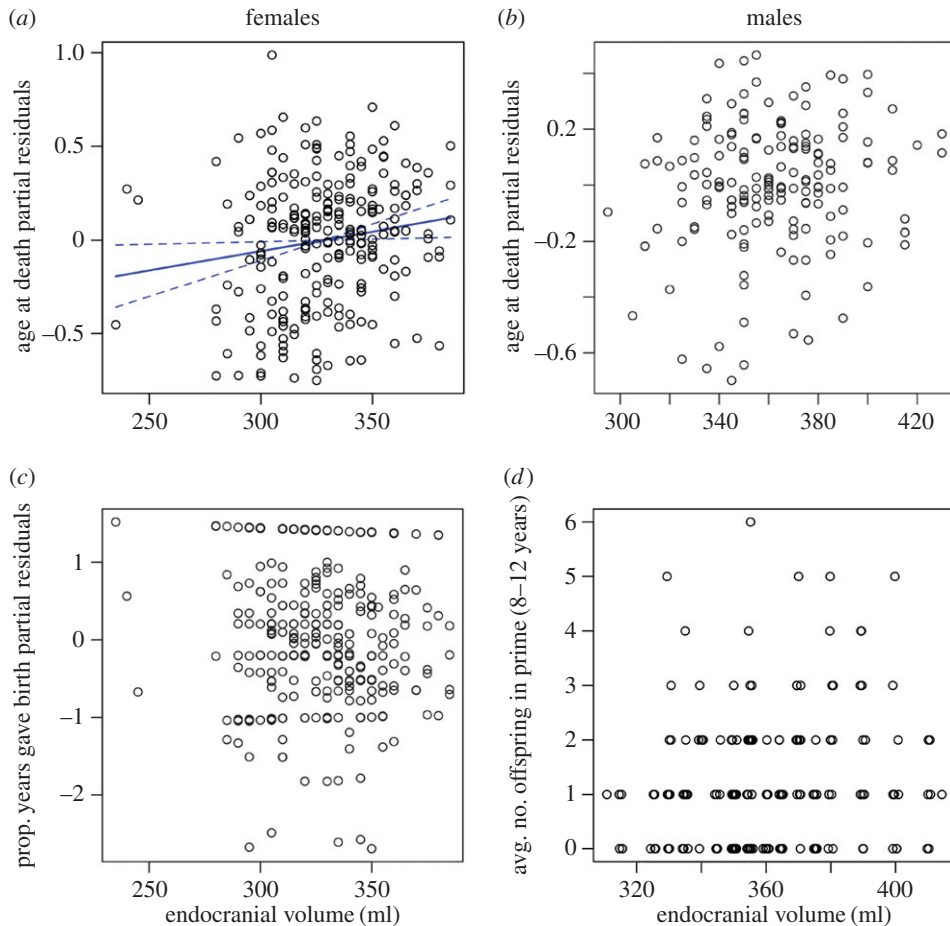 (a) females
age at death partial residuals
1.0
0.5
0
–0.5
250 300 350
(b) males
age at death partial residuals
0.2
–0.2
–0.6
300 340 380 420
(c)
prop. years gave birth partial residuals
1
0
–1
–2
250 300 350
endocranial volume (ml)
(d)
avg. no. offspring in prime (8–12 years)
6
5
4
3
2
1
0
320 360 400
endocranial volume (ml)